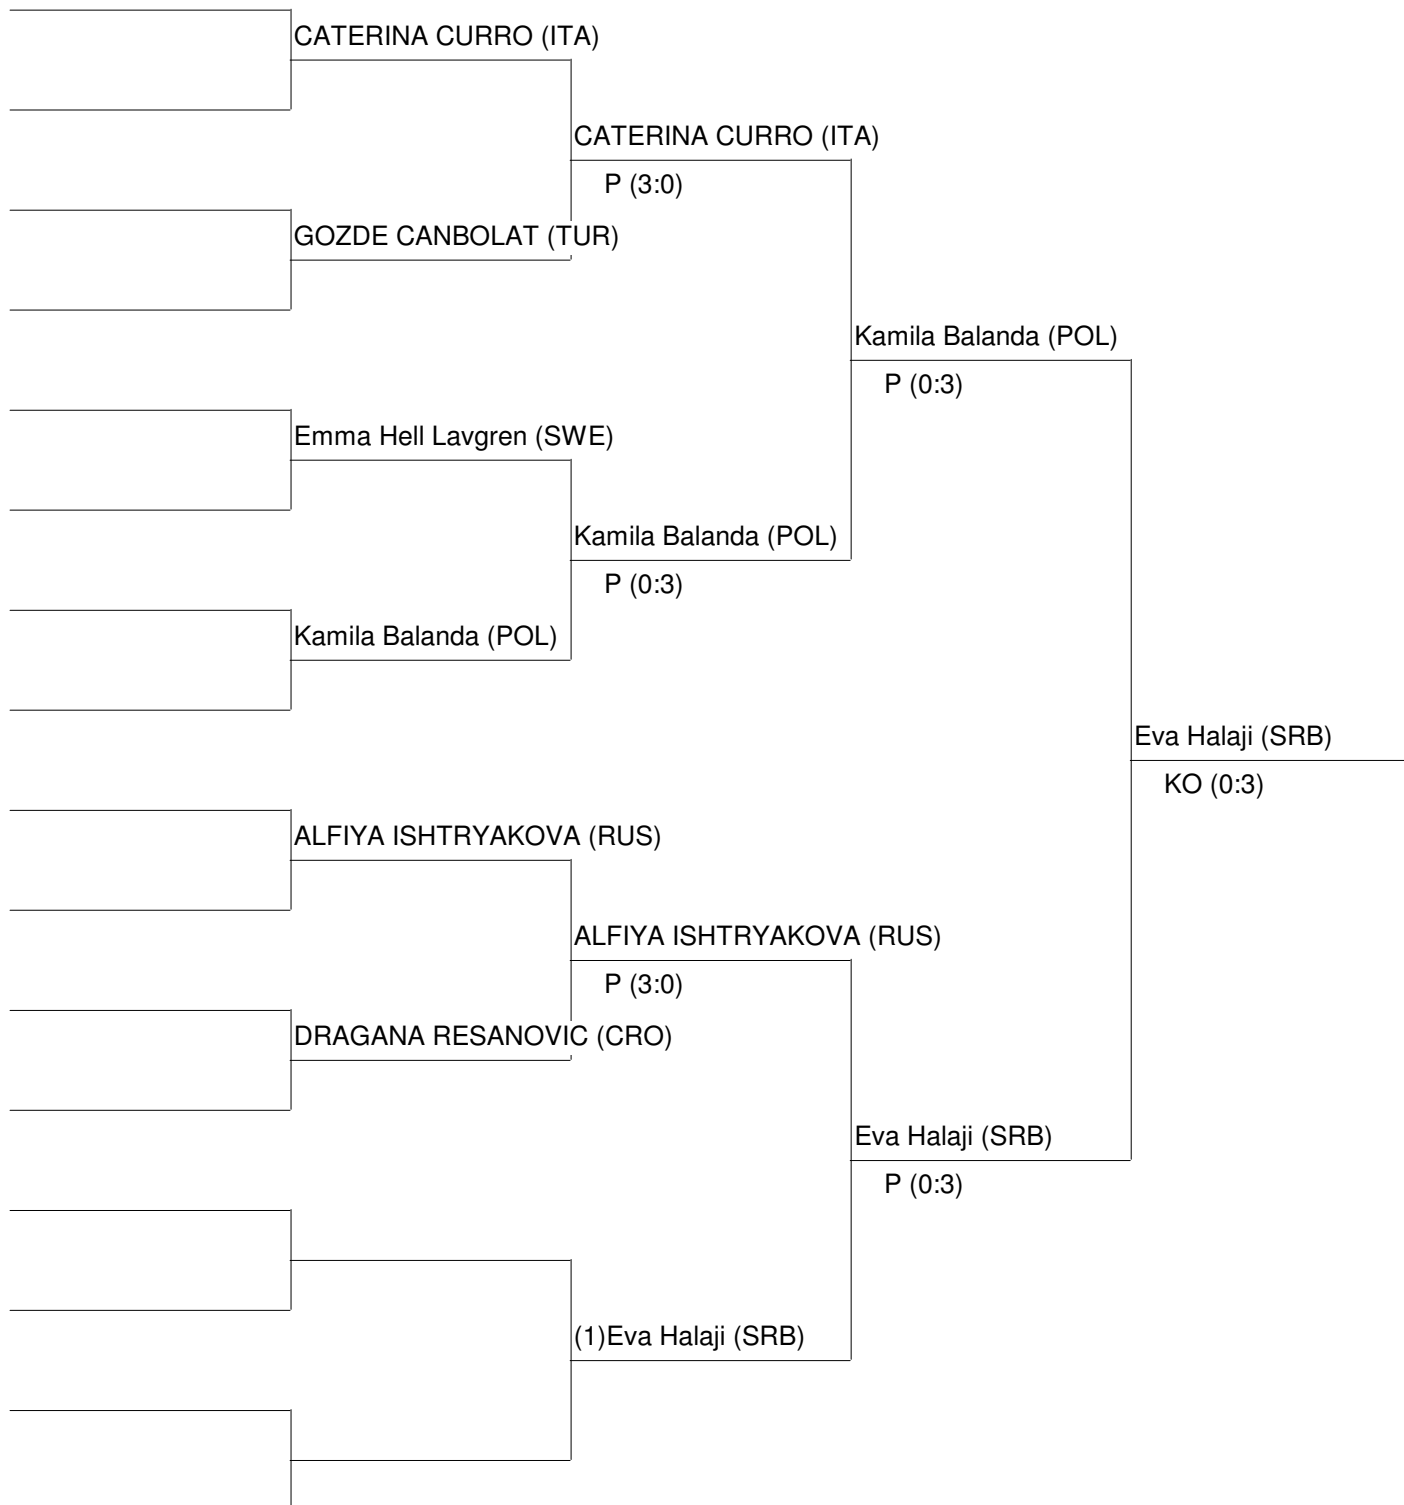 CATERINA CURRO (ITA)
CATERINA CURRO (ITA)
P (3:0)
GOZDE CANBOLAT (TUR)
Kamila Balanda (POL)
P (0:3)
Emma Hell Lavgren (SWE)
Kamila Balanda (POL)
P (0:3)
Kamila Balanda (POL)
Eva Halaji (SRB)
KO (0:3)
ALFIYA ISHTRYAKOVA (RUS)
ALFIYA ISHTRYAKOVA (RUS)
P (3:0)
DRAGANA RESANOVIC (CRO)
Eva Halaji (SRB)
P (0:3)
(1)Eva Halaji (SRB)